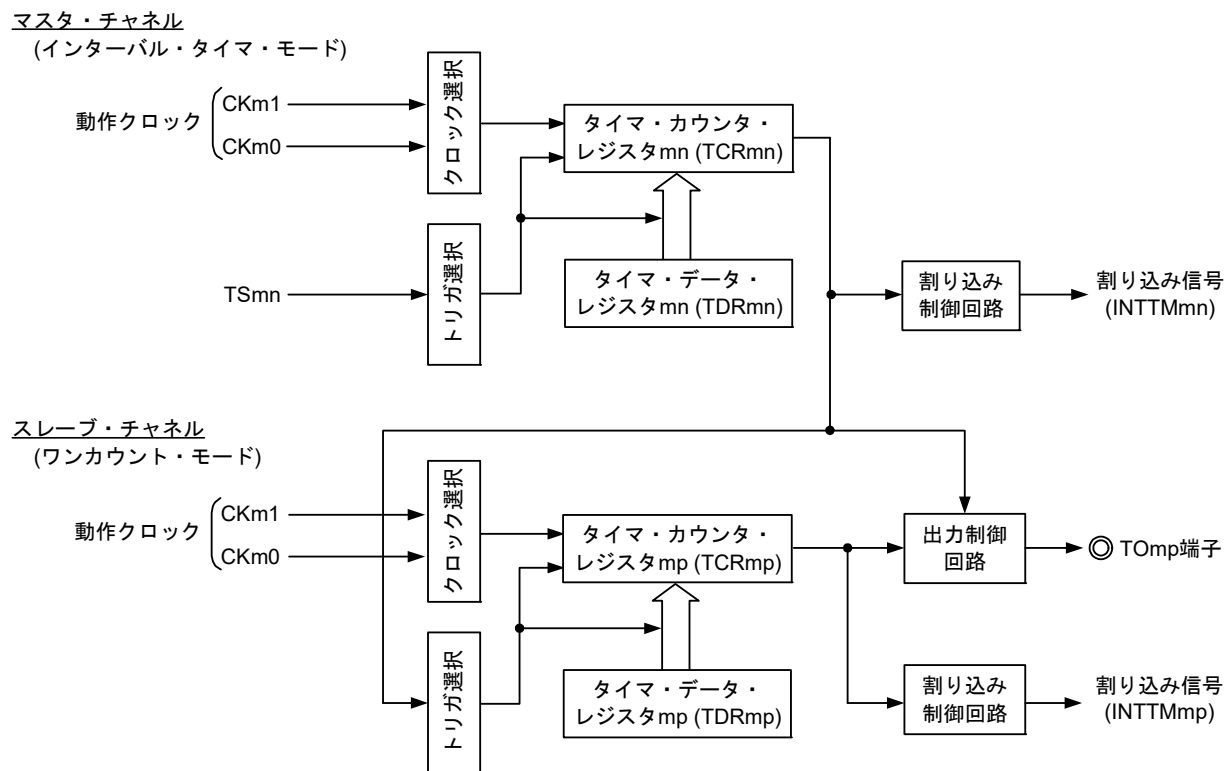 マスタ・チャネル
(インターバル・タイマ・モード)
動作クロック
CKm1
CKm0
クロック選択
タイマ・カウンタ・
レジスタmn (TCRmn)
TSmn
トリガ選択
タイマ・データ・
レジスタmn (TDRmn)
割り込み
制御回路
割り込み信号
(INTTMmn)
スレーブ・チャネル
(ワンカウント・モード)
動作クロック
CKm1
CKm0
クロック選択
タイマ・カウンタ・
レジスタmp (TCRmp)
出力制御
回路
TOmp端子
トリガ選択
タイマ・データ・
レジスタmp (TDRmp)
割り込み
制御回路
割り込み信号
(INTTMmp)